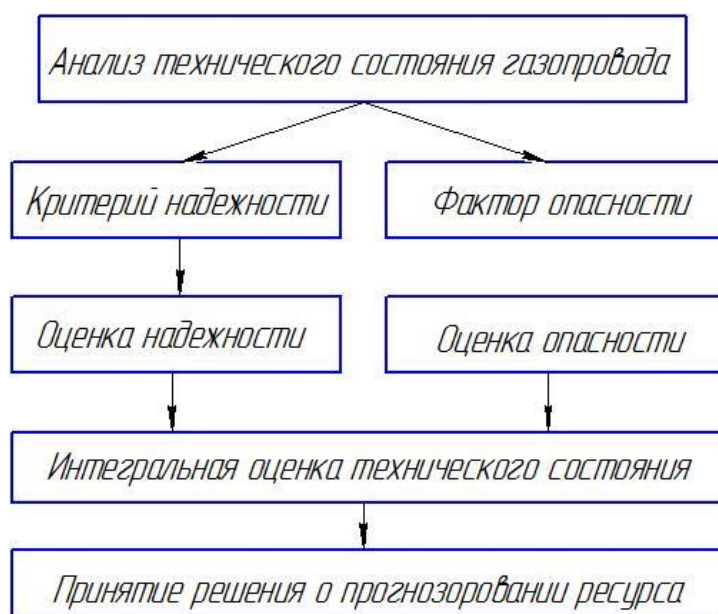 Анализ технического состояния газопровода
Критерий надежности
Фактор опасности
Оценка надежности
Оценка опасности
Интегральная оценка технического состояния
Принятие решения о прогнозоровании ресурса